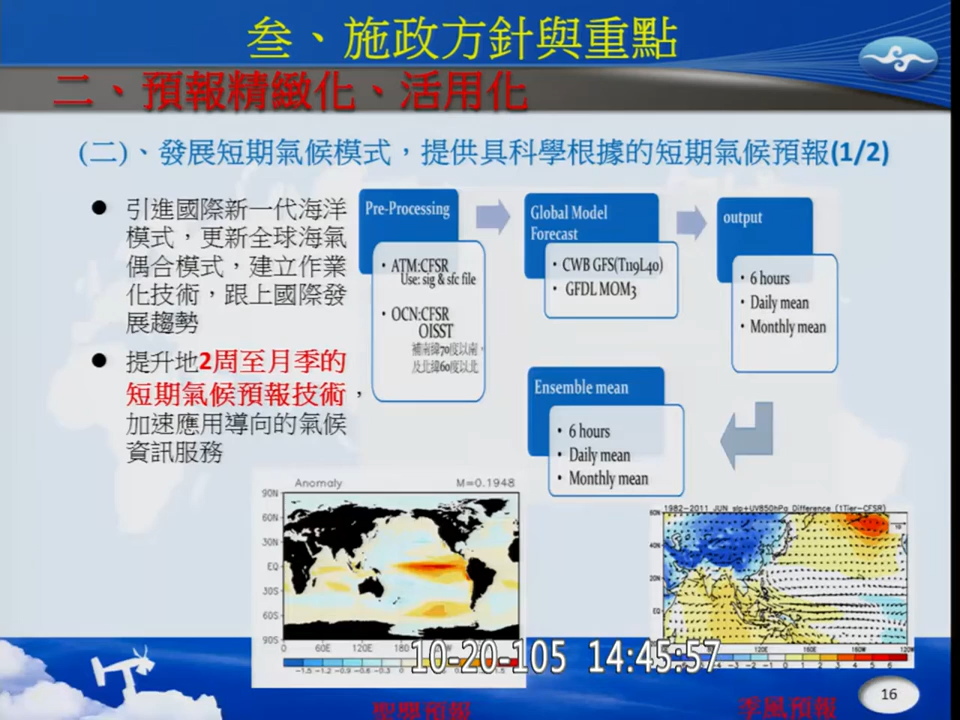 叁、施政方針與重點
二、預報精緻化、活用化
(二)、發展短期氣候模式，提供具科學根據的短期氣候預報(1/2)
● 引進國際新一代海洋
模式，更新全球海氣
偶合模式，建立作業
化技術，跟上國際發
展趨勢
● 提升地2周至月季的
短期氣候預報技術，
加速應用導向的氣候
資訊服務
Pre-Processing
• ATM:CFSR
Use: sig & sfc file
• OCN:CFSR
OISST
補南緯70度以南，
及北緯60度以北
Global Model
Forecast
• CWB GFS(T119L40)
• GFDL MOM3
output
• 6 hours
• Daily mean
• Monthly mean
Ensemble mean
• 6 hours
• Daily mean
• Monthly mean
Anomaly M=0.1948
90N
60N
30N
EQ
30S
60S
90S
0 60E 120E 180
1982-2011 JUN slp+UV850hPa Difference (1Tier-CFSR)
60N
40N
20N
EQ
120W
10-20-105 14:45:57
季風預報
16